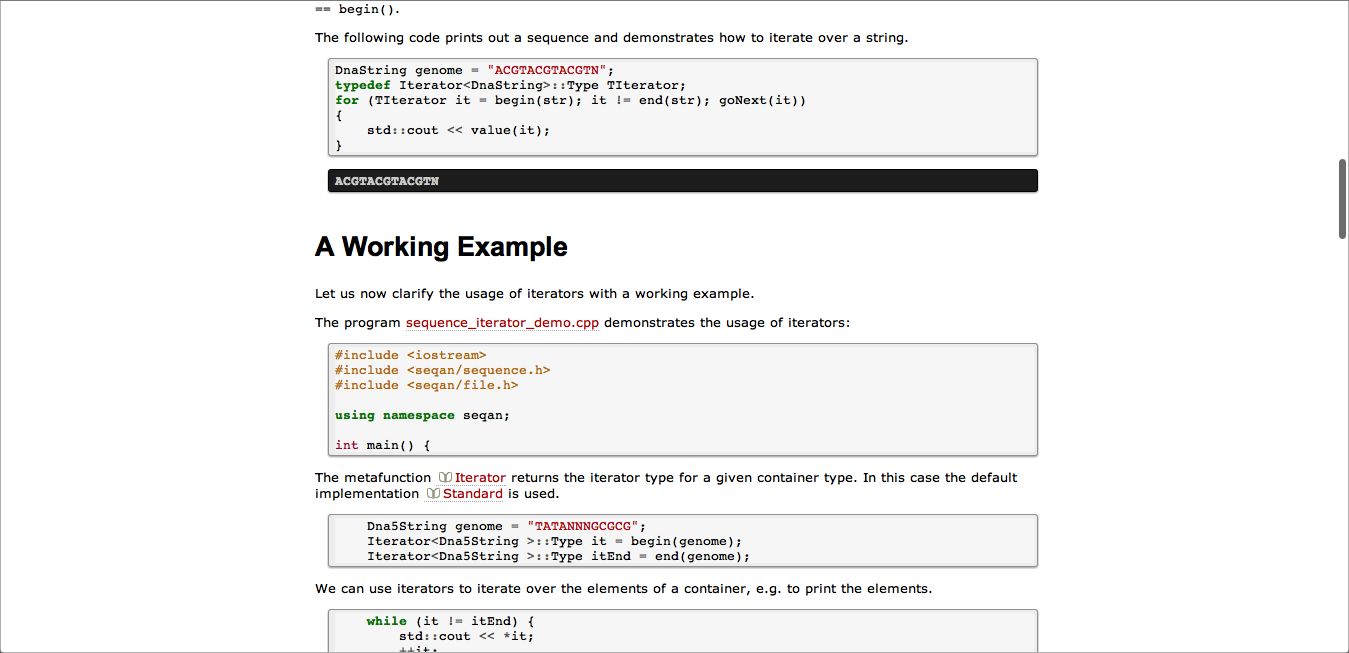 == begin().
The following code prints out a sequence and demonstrates how to iterate over a string.
DnaString genome = "ACGTACGTACGTN";
typedef Iterator<DnaString>::Type TIterator;
for (TIterator it = begin(str); it != end(str); goNext(it))
{
    std::cout << value(it);
}
ACGTACGTACGTN
A Working Example
Let us now clarify the usage of iterators with a working example.
The program sequence_iterator_demo.cpp demonstrates the usage of iterators:
#include <iostream>
#include <seqan/sequence.h>
#include <seqan/file.h>
using namespace seqan;
int main() {
The metafunction Iterator returns the iterator type for a given container type. In this case the default
implementation Standard is used.
    Dna5String genome = "TATANNNGCGCG";
    Iterator<Dna5String >::Type it = begin(genome);
    Iterator<Dna5String >::Type itEnd = end(genome);
We can use iterators to iterate over the elements of a container, e.g. to print the elements.
    while (it != itEnd) {
        std::cout << *it;
        ++it;